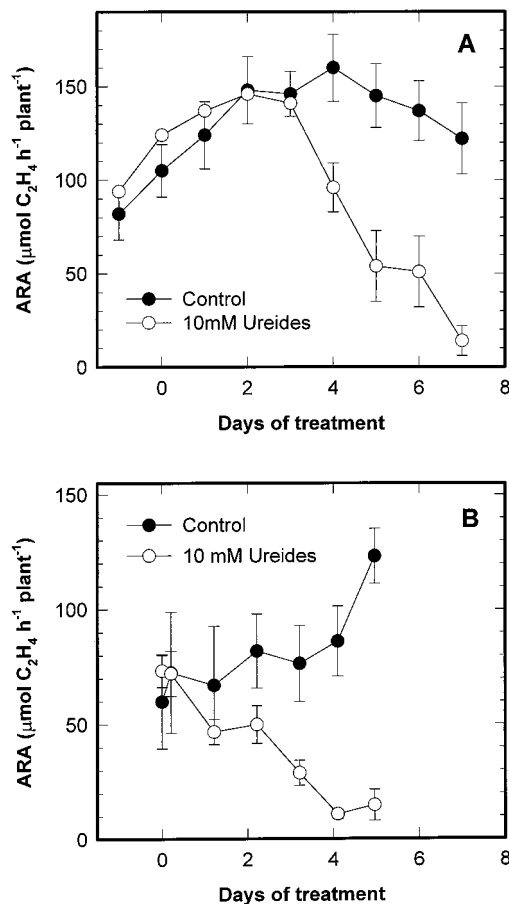 A
150
100
50
0
ARA (μmol C₂H₄ h⁻¹ plant⁻¹)
Control
10mM Ureides
0 2 4 6 8
Days of treatment
B
150
100
50
0
ARA (μmol C₂H₄ h⁻¹ plant⁻¹)
Control
10 mM Ureides
0 2 4 6 8
Days of treatment